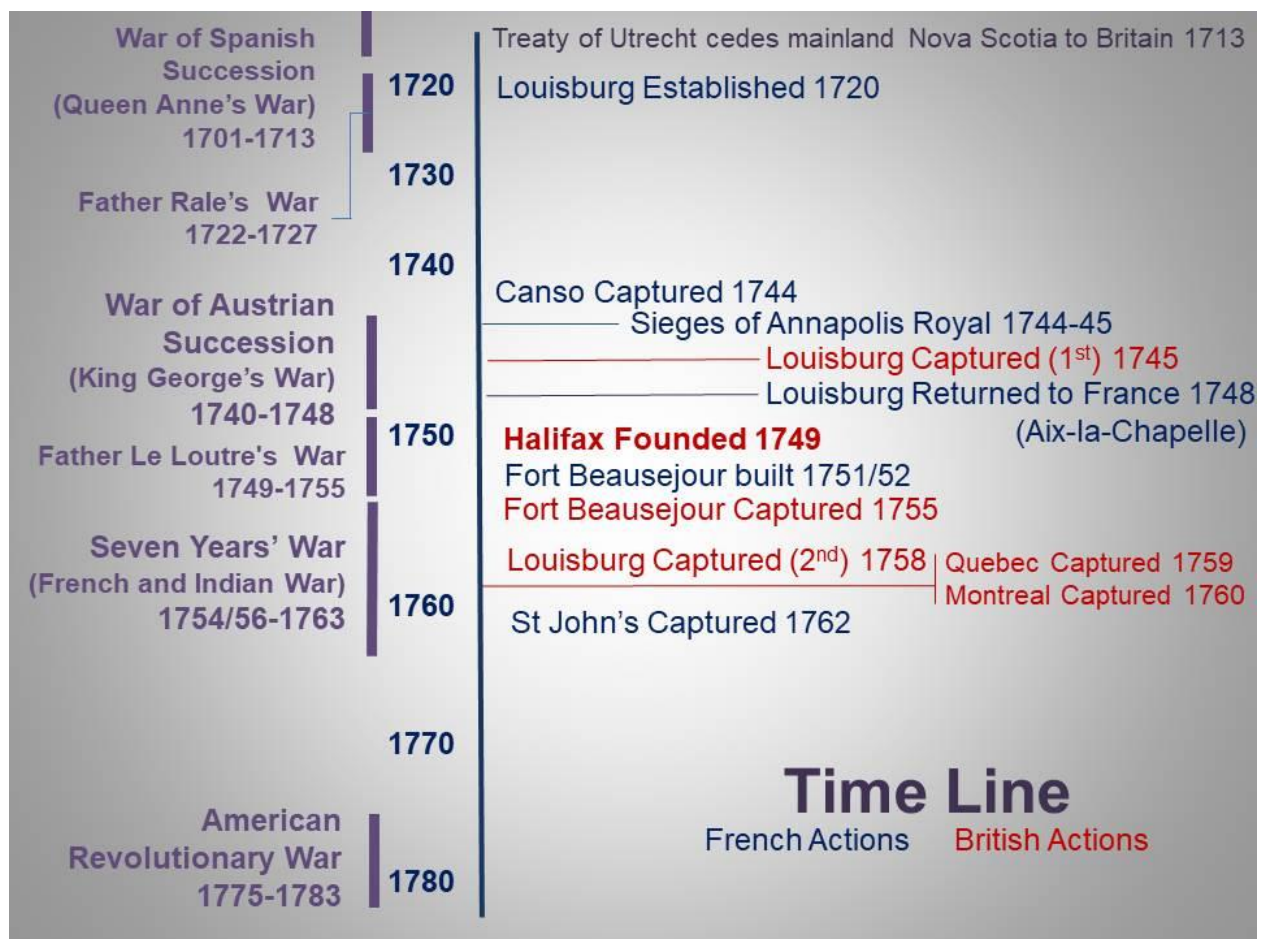 War of Spanish
Succession
(Queen Anne's War)
1701-1713
Father Rale's War
1722-1727
War of Austrian
Succession
(King George's War)
1740-1748
Father Le Loutre's War
1749-1755
Seven Years' War
(French and Indian War)
1754/56-1763
American
Revolutionary War
1775-1783
1720
1730
1740
1750
1760
1770
1780
Treaty of Utrecht cedes mainland Nova Scotia to Britain 1713
Louisburg Established 1720
Canso Captured 1744
Sieges of Annapolis Royal 1744-45
Louisburg Captured (1st) 1745
Louisburg Returned to France 1748
(Aix-la-Chapelle)
Halifax Founded 1749
Fort Beausejour built 1751/52
Fort Beausejour Captured 1755
Louisburg Captured (2nd) 1758
Quebec Captured 1759
Montreal Captured 1760
St John's Captured 1762
Time Line
French Actions British Actions